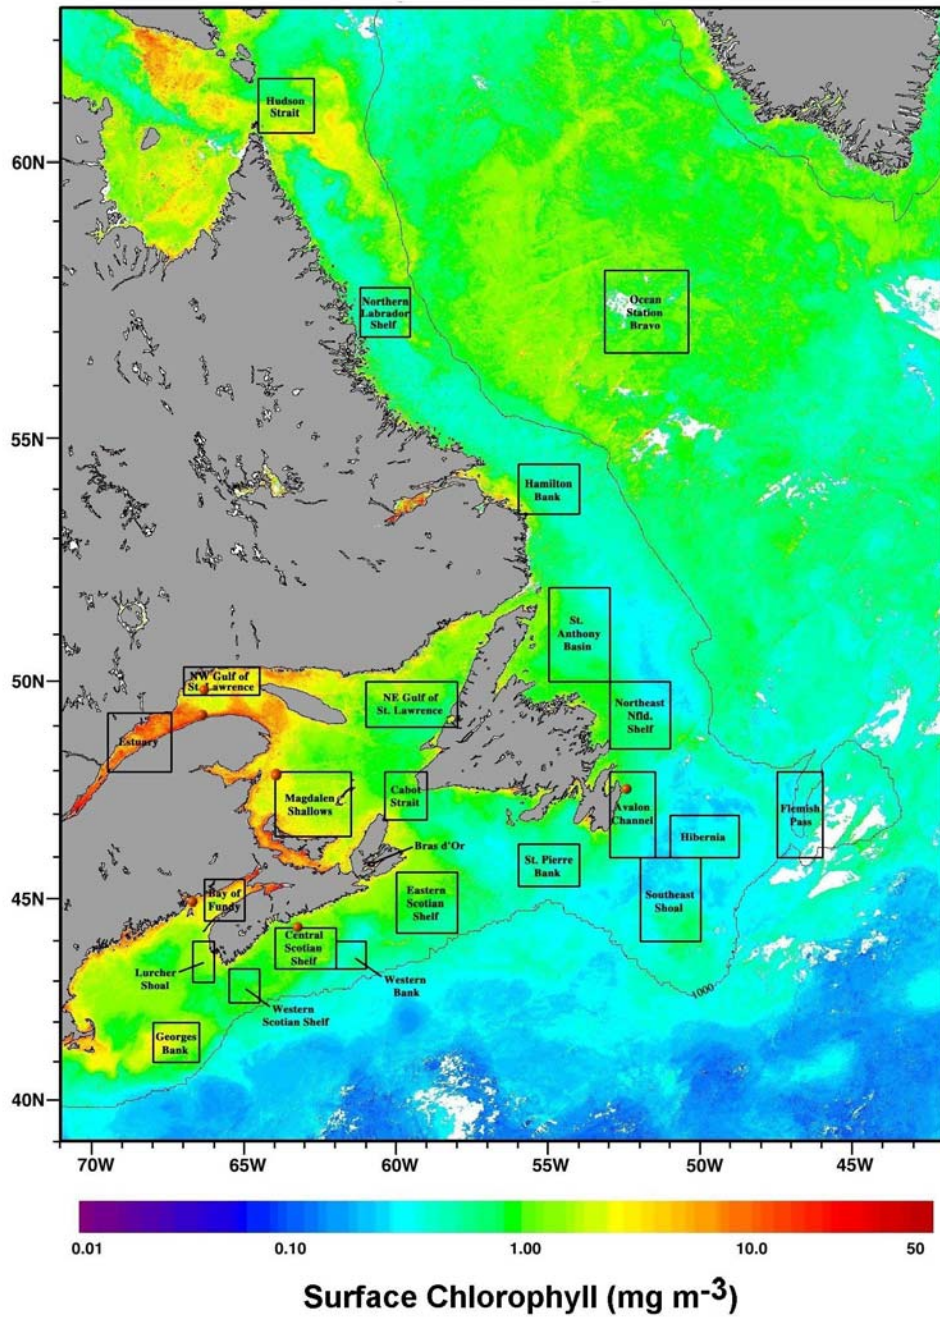 Hudson
Strait
60N
Northern
Labrador
Shelf
Ocean
Station
Bravo
55N
Hamilton
Bank
St.
Anthony
Basin
50N
NW Gulf of
St. Lawrence
NE Gulf of
St. Lawrence
Northeast
Nfld.
Shelf
Estuary
Magdalen
Shallows
Cabot
Strait
Avalon
Channel
Flemish
Pass
Hibernia
Bras d'Or
St. Pierre
Bank
45N
Bay of
Fundy
Eastern
Scotian
Shelf
Southeast
Shoal
Central
Scotian
Shelf
Lurcher
Shoal
Western
Bank
1000
Western
Scotian Shelf
Georges
Bank
40N
70W 65W 60W 55W 50W 45W
0.01 0.10 1.00 10.0 50
Surface Chlorophyll (mg m-3)